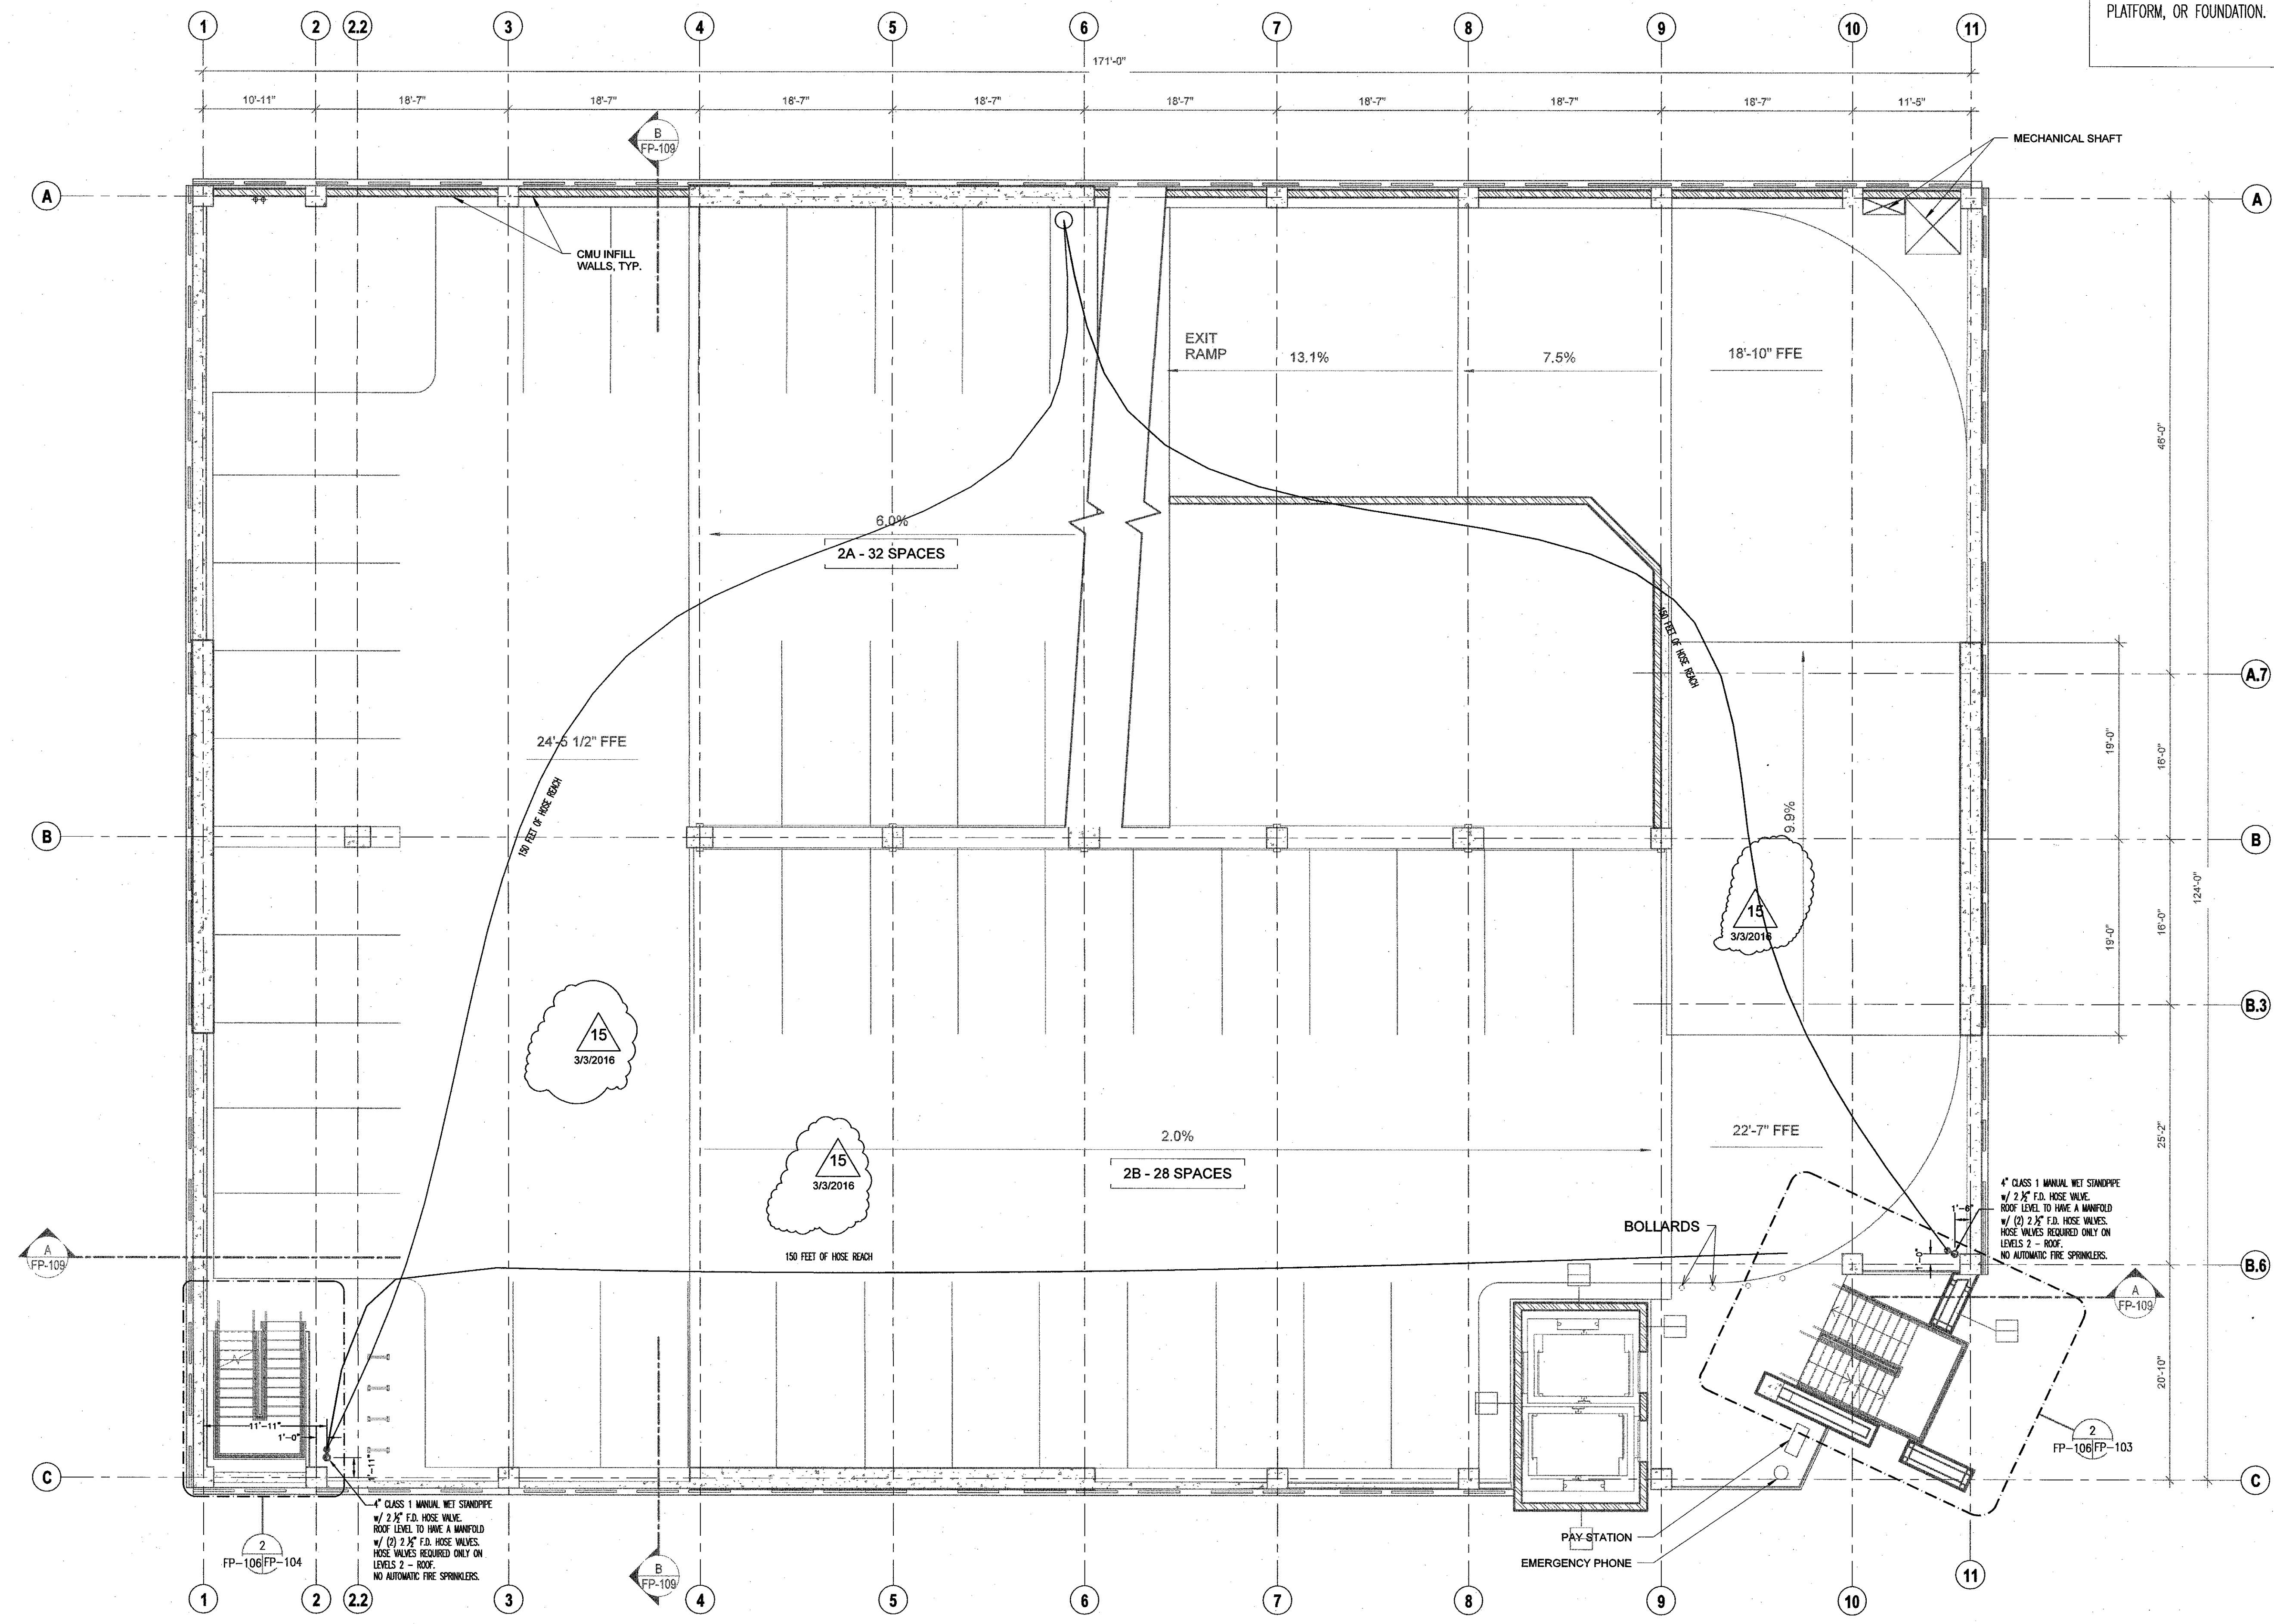 PLATFORM, OR FOUNDATION.
1
2
2.2
3
4
5
6
7
8
9
10
11
171'-0"
10'-11"
18'-7"
18'-7"
18'-7"
18'-7"
18'-7"
18'-7"
18'-7"
18'-7"
11'-5"
B
FP-109
MECHANICAL SHAFT
A
A
CMU INFILL
WALLS, TYP.
EXIT
RAMP
13.1%
7.5%
18'-10" FFE
46'-0"
6.0%
2A - 32 SPACES
150 FEET OF HOSE REACH
A.7
24'-5 1/2" FFE
19'-0"
16'-0"
150 FEET OF HOSE REACH
9.9%
B
B
124'-0"
15
3/3/2016
19'-0"
16'-0"
B.3
15
3/3/2016
2.0%
22'-7" FFE
25'-2"
15
3/3/2016
2B - 28 SPACES
4" CLASS 1 MANUAL WET STANDPIPE
w/ 2 ½" F.D. HOSE VALVE.
ROOF LEVEL TO HAVE A MANIFOLD
w/ (2) 2 ½" F.D. HOSE VALVES.
HOSE VALVES REQUIRED ONLY ON
LEVELS 2 - ROOF.
NO AUTOMATIC FIRE SPRINKLERS.
1'-6"
BOLLARDS
A
FP-109
150 FEET OF HOSE REACH
1'-0"
B.6
A
FP-109
20'-10"
11'-11"
1'-0"
1'-11"
2
FP-106
FP-103
C
C
4" CLASS 1 MANUAL WET STANDPIPE
w/ 2 ½" F.D. HOSE VALVE.
ROOF LEVEL TO HAVE A MANIFOLD
w/ (2) 2 ½" F.D. HOSE VALVES.
HOSE VALVES REQUIRED ONLY ON
LEVELS 2 - ROOF.
NO AUTOMATIC FIRE SPRINKLERS.
2
FP-106
FP-104
PAY STATION
EMERGENCY PHONE
B
FP-109
1
2
2.2
3
4
5
6
7
8
9
10
11